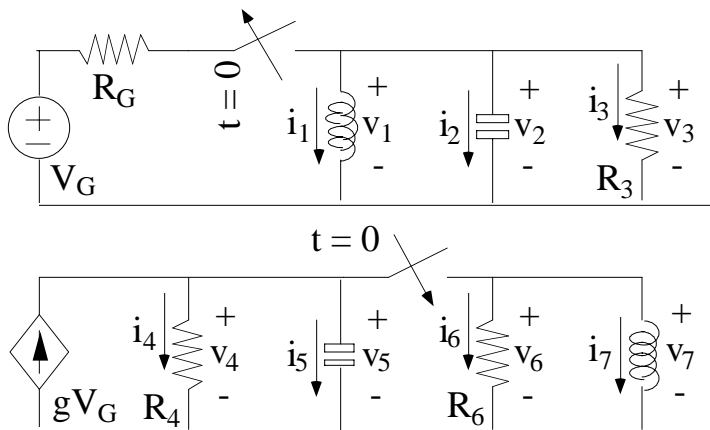 R_G
t = 0
+
V_G
i_1
+
v_1
-
i_2
+
v_2
-
i_3
+
v_3
-
R_3
t = 0
gV_G
i_4
+
v_4
-
R_4
i_5
+
v_5
-
i_6
+
v_6
-
R_6
i_7
+
v_7
-